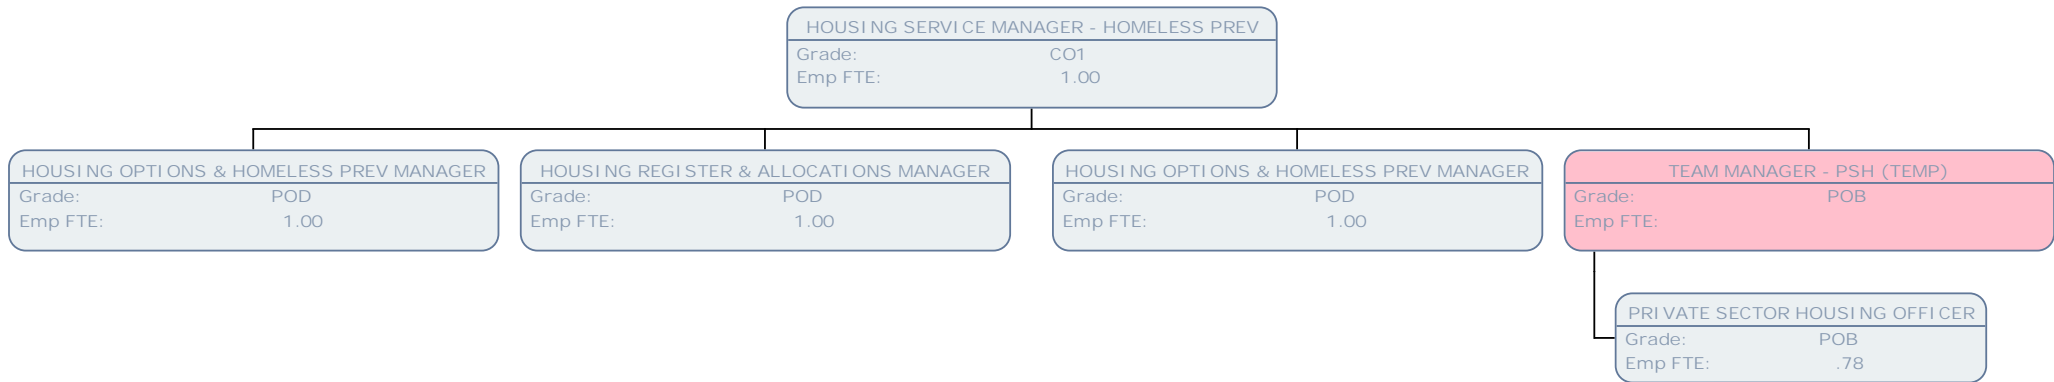 HOUSING SERVICE MANAGER - HOMELESS PREV
Grade: CO1
Emp FTE: 1.00
HOUSING OPTIONS & HOMELESS PREV MANAGER
Grade: POD
Emp FTE: 1.00
HOUSING REGISTER & ALLOCATIONS MANAGER
Grade: POD
Emp FTE: 1.00
HOUSING OPTIONS & HOMELESS PREV MANAGER
Grade: POD
Emp FTE: 1.00
TEAM MANAGER - PSH (TEMP)
Grade: POB
Emp FTE:
PRIVATE SECTOR HOUSING OFFICER
Grade: POB
Emp FTE: .78